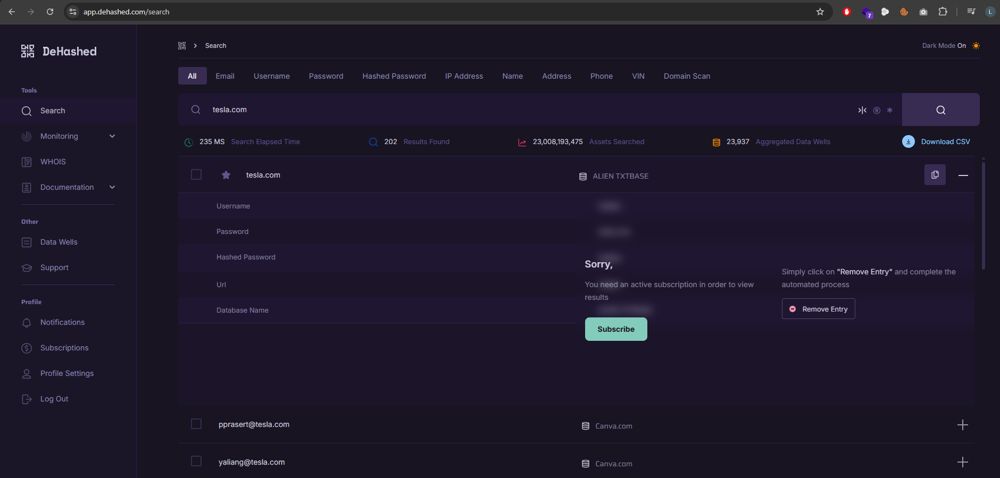 app.dehashed.com/search
7
L
DeHashed
Search
Dark Mode On
All Email Username Password Hashed Password IP Address Name Address Phone VIN Domain Scan
Tools
Search
Monitoring
WHOIS
Documentation
Other
Data Wells
Support
Profile
Notifications
Subscriptions
Profile Settings
Log Out
tesla.com
235 MS Search Elapsed Time 202 Results Found 23,008,193,475 Assets Searched 23,937 Aggregated Data Wells Download CSV
tesla.com ALIEN TXTBASE
Username
Password
Hashed Password
Url
Database Name
Sorry,
You need an active subscription in order to view
results
Subscribe
Simply click on "Remove Entry" and complete the
automated process
Remove Entry
pprasert@tesla.com Canva.com
yaliang@tesla.com Canva.com